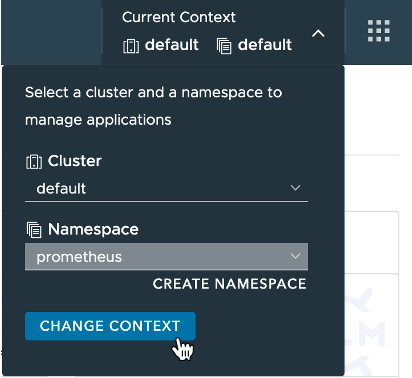 Current Context
default default
Select a cluster and a namespace to
manage applications
Cluster
default
Namespace
prometheus
CREATE NAMESPACE
CHANGE CONTEXT
LM